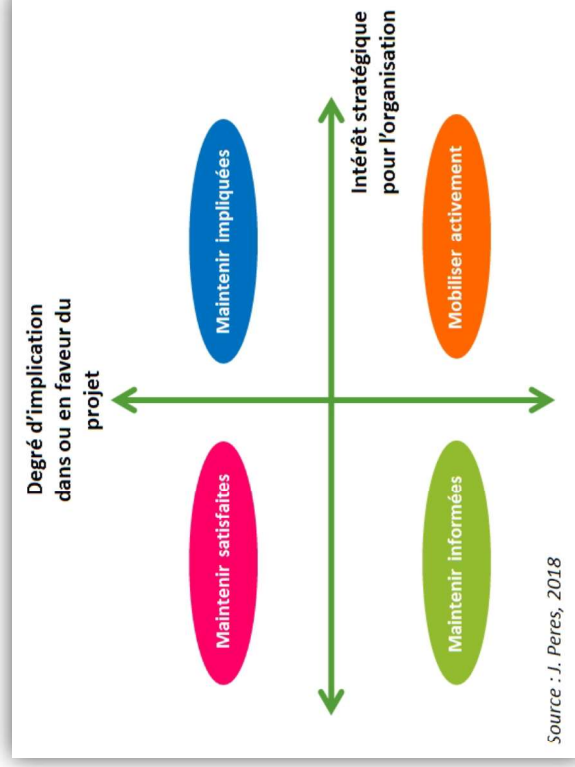 Degré d'implication
dans ou en faveur du
projet
Maintenir satisfaites
Maintenir impliquées
Intérêt stratégique
pour l'organisation
Maintenir informées
Mobiliser activement
Source : J. Peres, 2018